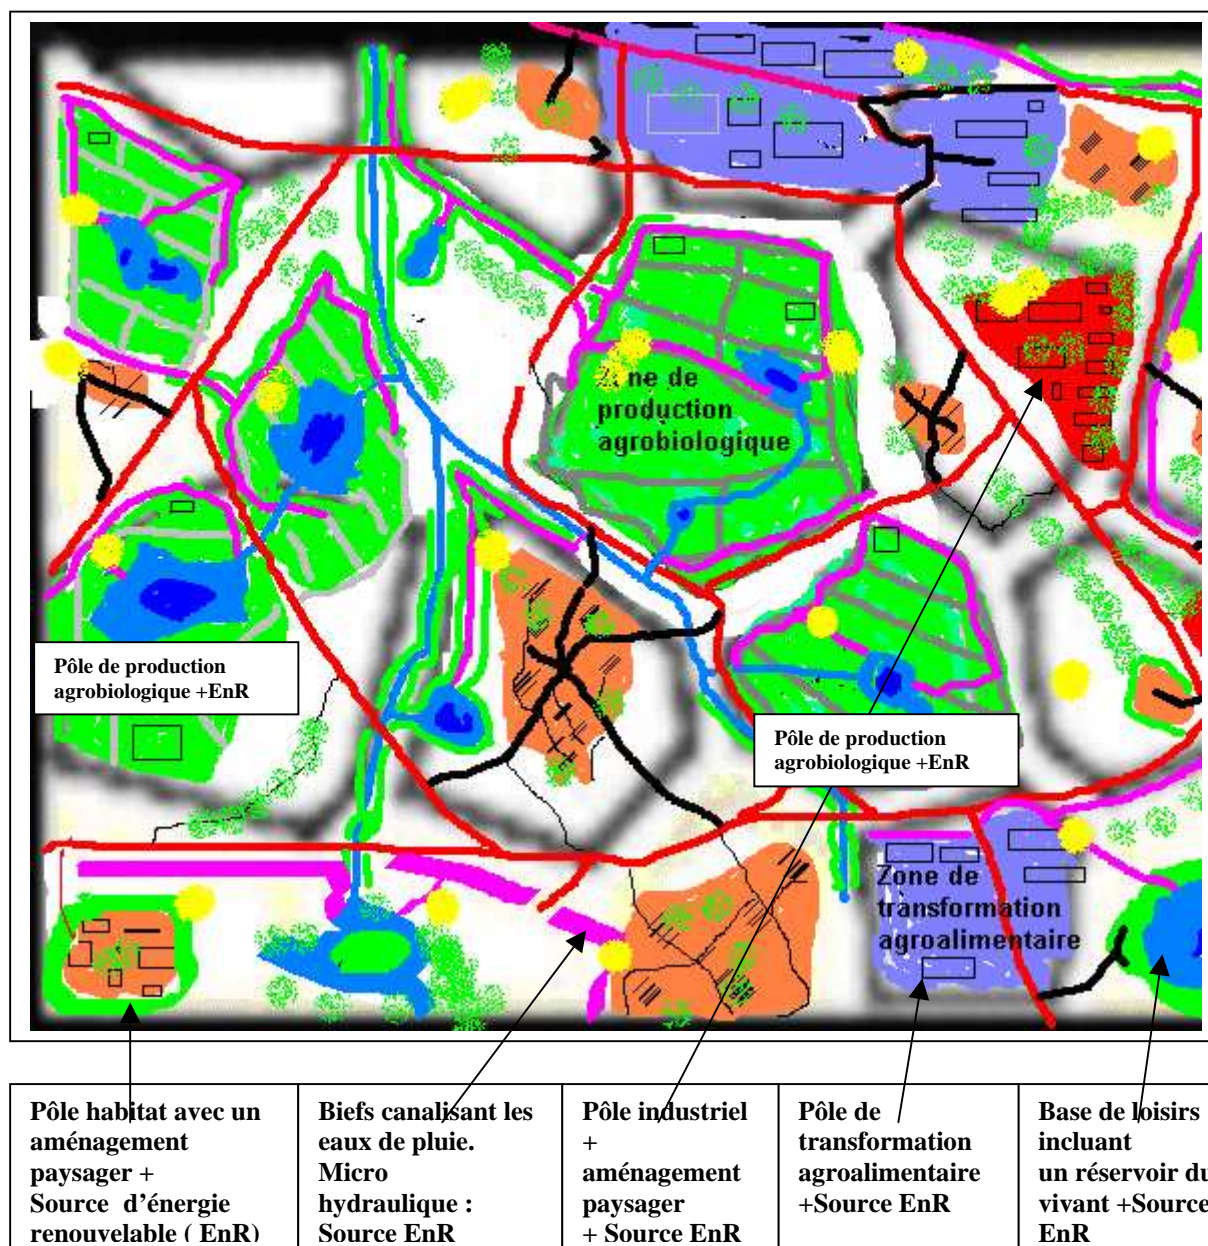 Zone de
production
agrobiologique
Pôle de production
agrobiologique +EnR
Pôle de production
agrobiologique +EnR
Zone de
transformation
agroalimentaire
Pôle habitat avec un
aménagement
paysager +
Source d’énergie
renouvelable ( EnR)
Biefs canalisant les
eaux de pluie.
Micro
hydraulique :
Source EnR
Pôle industriel
+
aménagement
paysager
+ Source EnR
Pôle de
transformation
agroalimentaire
+Source EnR
Base de loisirs
incluant
un réservoir du
vivant +Source
EnR